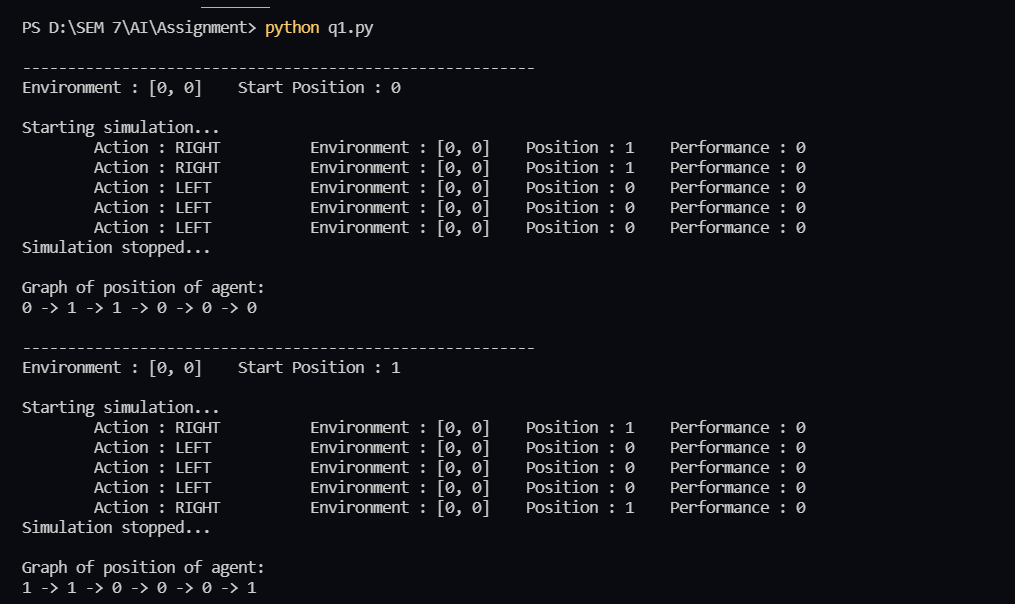 PS D:\SEM 7\AI\Assignment> python q1.py
---------------------------------------------------------
Environment : [0, 0]    Start Position : 0
Starting simulation...
        Action : RIGHT          Environment : [0, 0]    Position : 1    Performance : 0
        Action : RIGHT          Environment : [0, 0]    Position : 1    Performance : 0
        Action : LEFT           Environment : [0, 0]    Position : 0    Performance : 0
        Action : LEFT           Environment : [0, 0]    Position : 0    Performance : 0
        Action : LEFT           Environment : [0, 0]    Position : 0    Performance : 0
Simulation stopped...
Graph of position of agent:
0 -> 1 -> 1 -> 0 -> 0 -> 0
---------------------------------------------------------
Environment : [0, 0]    Start Position : 1
Starting simulation...
        Action : RIGHT          Environment : [0, 0]    Position : 1    Performance : 0
        Action : LEFT           Environment : [0, 0]    Position : 0    Performance : 0
        Action : LEFT           Environment : [0, 0]    Position : 0    Performance : 0
        Action : LEFT           Environment : [0, 0]    Position : 0    Performance : 0
        Action : RIGHT          Environment : [0, 0]    Position : 1    Performance : 0
Simulation stopped...
Graph of position of agent:
1 -> 1 -> 0 -> 0 -> 0 -> 1